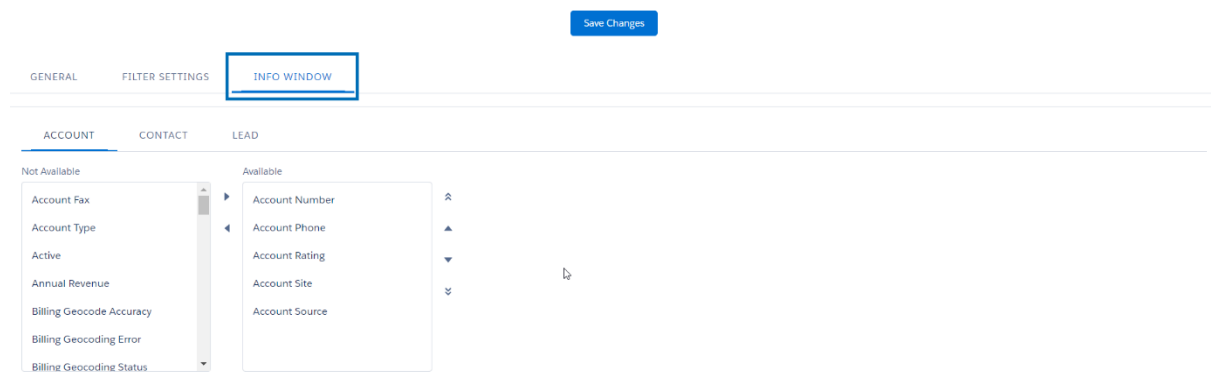 Save Changes
GENERAL FILTER SETTINGS INFO WINDOW
ACCOUNT CONTACT LEAD
Not Available Available
Account Fax Account Number
Account Type Account Phone
Active Account Rating
Annual Revenue Account Site
Billing Geocode Accuracy Account Source
Billing Geocoding Error
Billing Geocoding Status